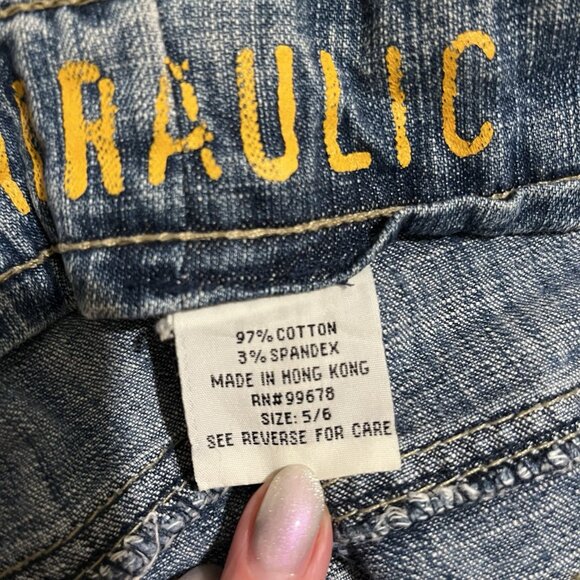 RAULIC
97% COTTON
3% SPANDEX
MADE IN HONG KONG
RN#99678
SIZE: 5/6
SEE REVERSE FOR CARE